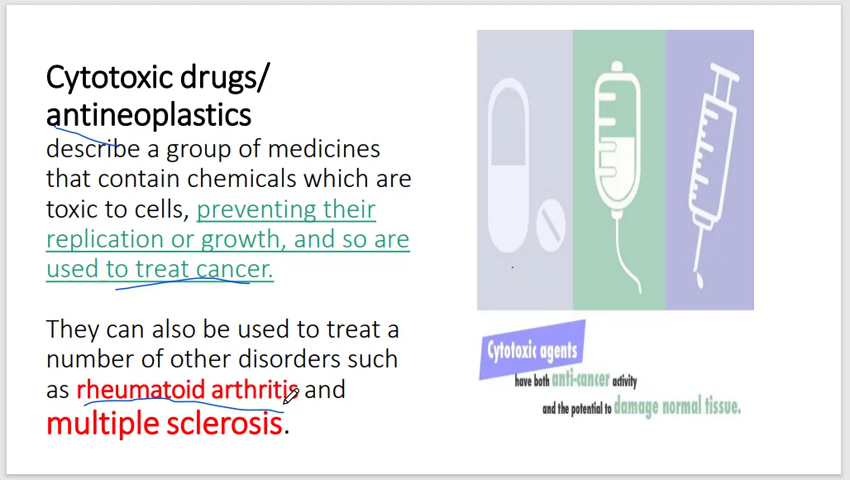 Cytotoxic drugs/
antineoplastics
describe a group of medicines
that contain chemicals which are
toxic to cells, preventing their
replication or growth, and so are
used to treat cancer.
They can also be used to treat a
number of other disorders such
as rheumatoid arthritis and
multiple sclerosis.
Cytotoxic agents
have both anti-cancer activity
and the potential to damage normal tissue.